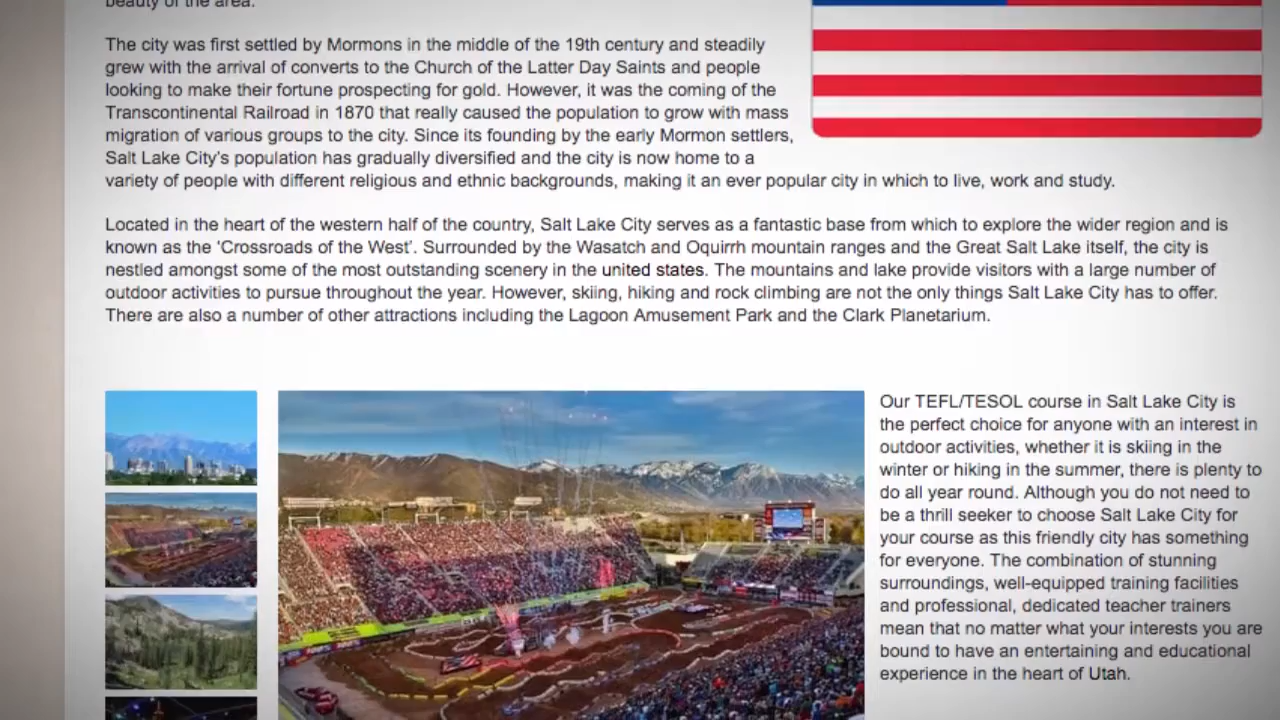 beauty of the area.
The city was first settled by Mormons in the middle of the 19th century and steadily
grew with the arrival of converts to the Church of the Latter Day Saints and people
looking to make their fortune prospecting for gold. However, it was the coming of the
Transcontinental Railroad in 1870 that really caused the population to grow with mass
migration of various groups to the city. Since its founding by the early Mormon settlers,
Salt Lake City's population has gradually diversified and the city is now home to a
variety of people with different religious and ethnic backgrounds, making it an ever popular city in which to live, work and study.
Located in the heart of the western half of the country, Salt Lake City serves as a fantastic base from which to explore the wider region and is
known as the 'Crossroads of the West'. Surrounded by the Wasatch and Oquirrh mountain ranges and the Great Salt Lake itself, the city is
nestled amongst some of the most outstanding scenery in the united states. The mountains and lake provide visitors with a large number of
outdoor activities to pursue throughout the year. However, skiing, hiking and rock climbing are not the only things Salt Lake City has to offer.
There are also a number of other attractions including the Lagoon Amusement Park and the Clark Planetarium.
Our TEFL/TESOL course in Salt Lake City is
the perfect choice for anyone with an interest in
outdoor activities, whether it is skiing in the
winter or hiking in the summer, there is plenty to
do all year round. Although you do not need to
be a thrill seeker to choose Salt Lake City for
your course as this friendly city has something
for everyone. The combination of stunning
surroundings, well-equipped training facilities
and professional, dedicated teacher trainers
mean that no matter what your interests you are
bound to have an entertaining and educational
experience in the heart of Utah.